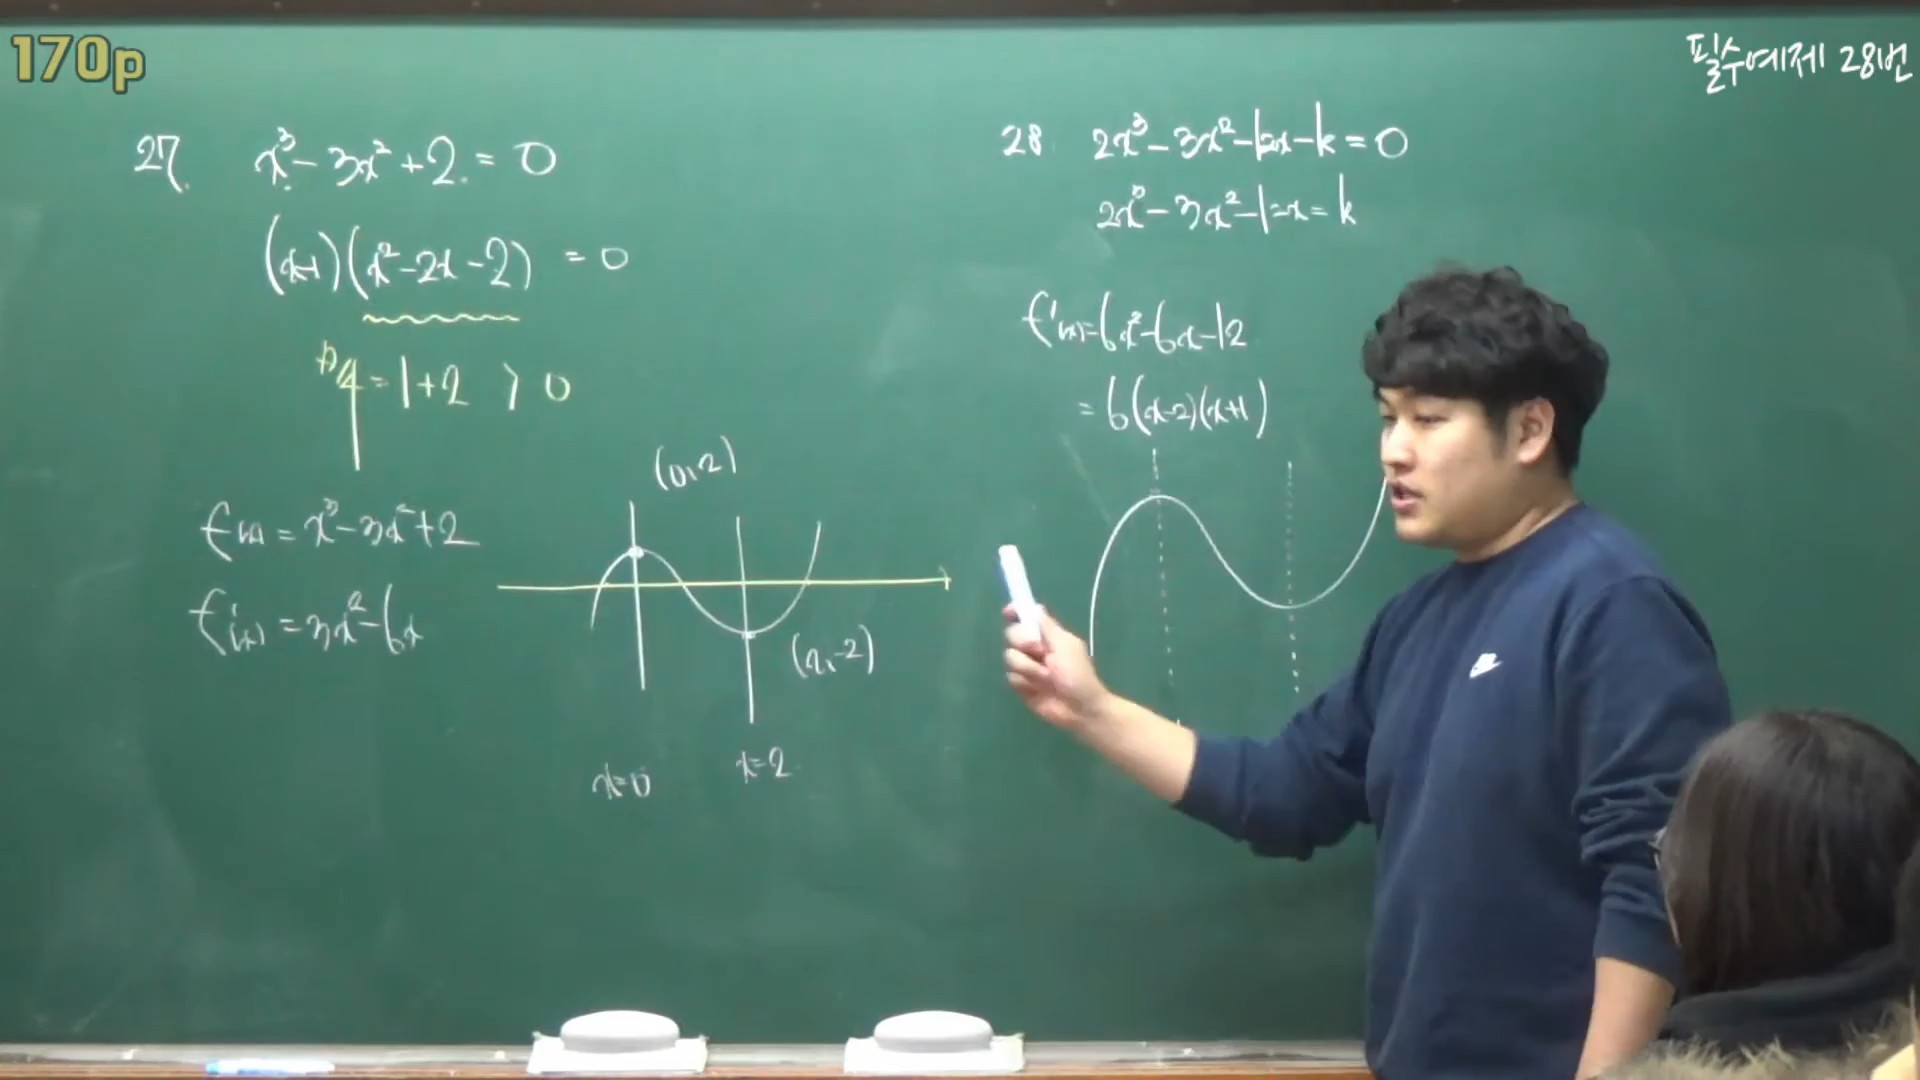 170p
필수예제 28번
27. x³-3x²+2=0
(x-1)(x²-2x-2) = 0
D/4=1+2 > 0
f(x)=x³-3x²+2
f'(x)=3x²-6x
(0,2)
(2,-2)
x=0
x=2
28. 2x³-3x²-12x-k=0
2x³-3x²-12x=k
f'(x)=6x²-6x-12
=6(x-2)(x+1)